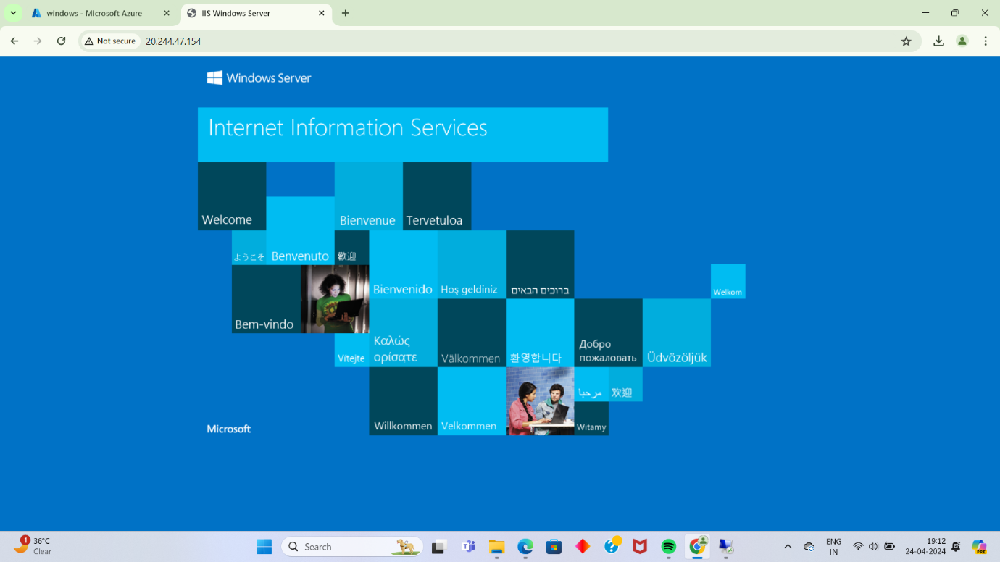 windows - Microsoft Azure
IIS Windows Server
Not secure
20.244.47.154
Windows Server
Internet Information Services
Welcome
Bienvenue
Tervetuloa
ようこそ
Benvenuto
歡迎
Bienvenido
Hoş geldiniz
ברוכים הבאים
Welkom
Bem-vindo
Vítejte
Καλώς
ορίσατε
Välkommen
환영합니다
Добро
пожаловать
Üdvözöljük
Willkommen
Velkommen
مرحبا
欢迎
Witamy
Microsoft
1
36°C
Clear
Search
ENG
IN
19:12
24-04-2024
PRE